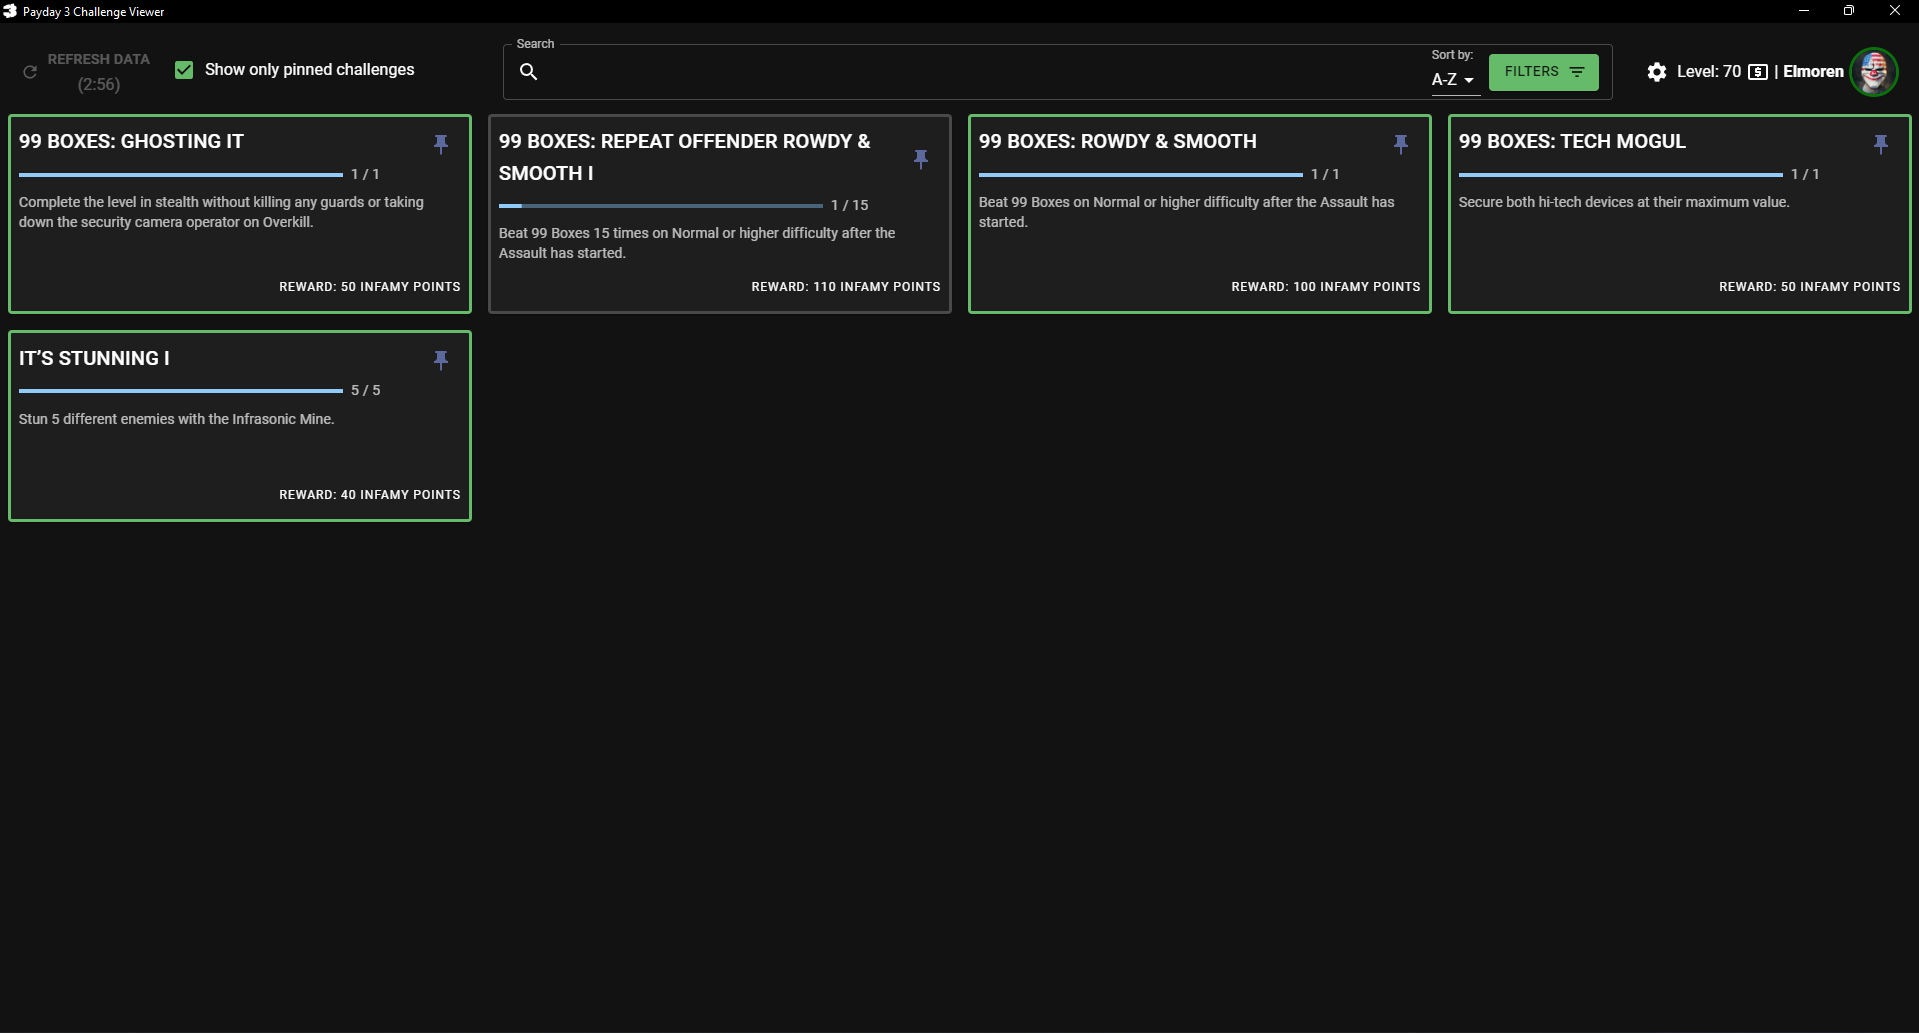 Payday 3 Challenge Viewer
REFRESH DATA
(2:56)
Show only pinned challenges
Search
Sort by:
A-Z
FILTERS
Level: 70 | Elmoren
99 BOXES: GHOSTING IT
1 / 1
Complete the level in stealth without killing any guards or taking
down the security camera operator on Overkill.
REWARD: 50 INFAMY POINTS
99 BOXES: REPEAT OFFENDER ROWDY &
SMOOTH I
1 / 15
Beat 99 Boxes 15 times on Normal or higher difficulty after the
Assault has started.
REWARD: 110 INFAMY POINTS
99 BOXES: ROWDY & SMOOTH
1 / 1
Beat 99 Boxes on Normal or higher difficulty after the Assault has
started.
REWARD: 100 INFAMY POINTS
99 BOXES: TECH MOGUL
1 / 1
Secure both hi-tech devices at their maximum value.
REWARD: 50 INFAMY POINTS
IT’S STUNNING I
5 / 5
Stun 5 different enemies with the Infrasonic Mine.
REWARD: 40 INFAMY POINTS